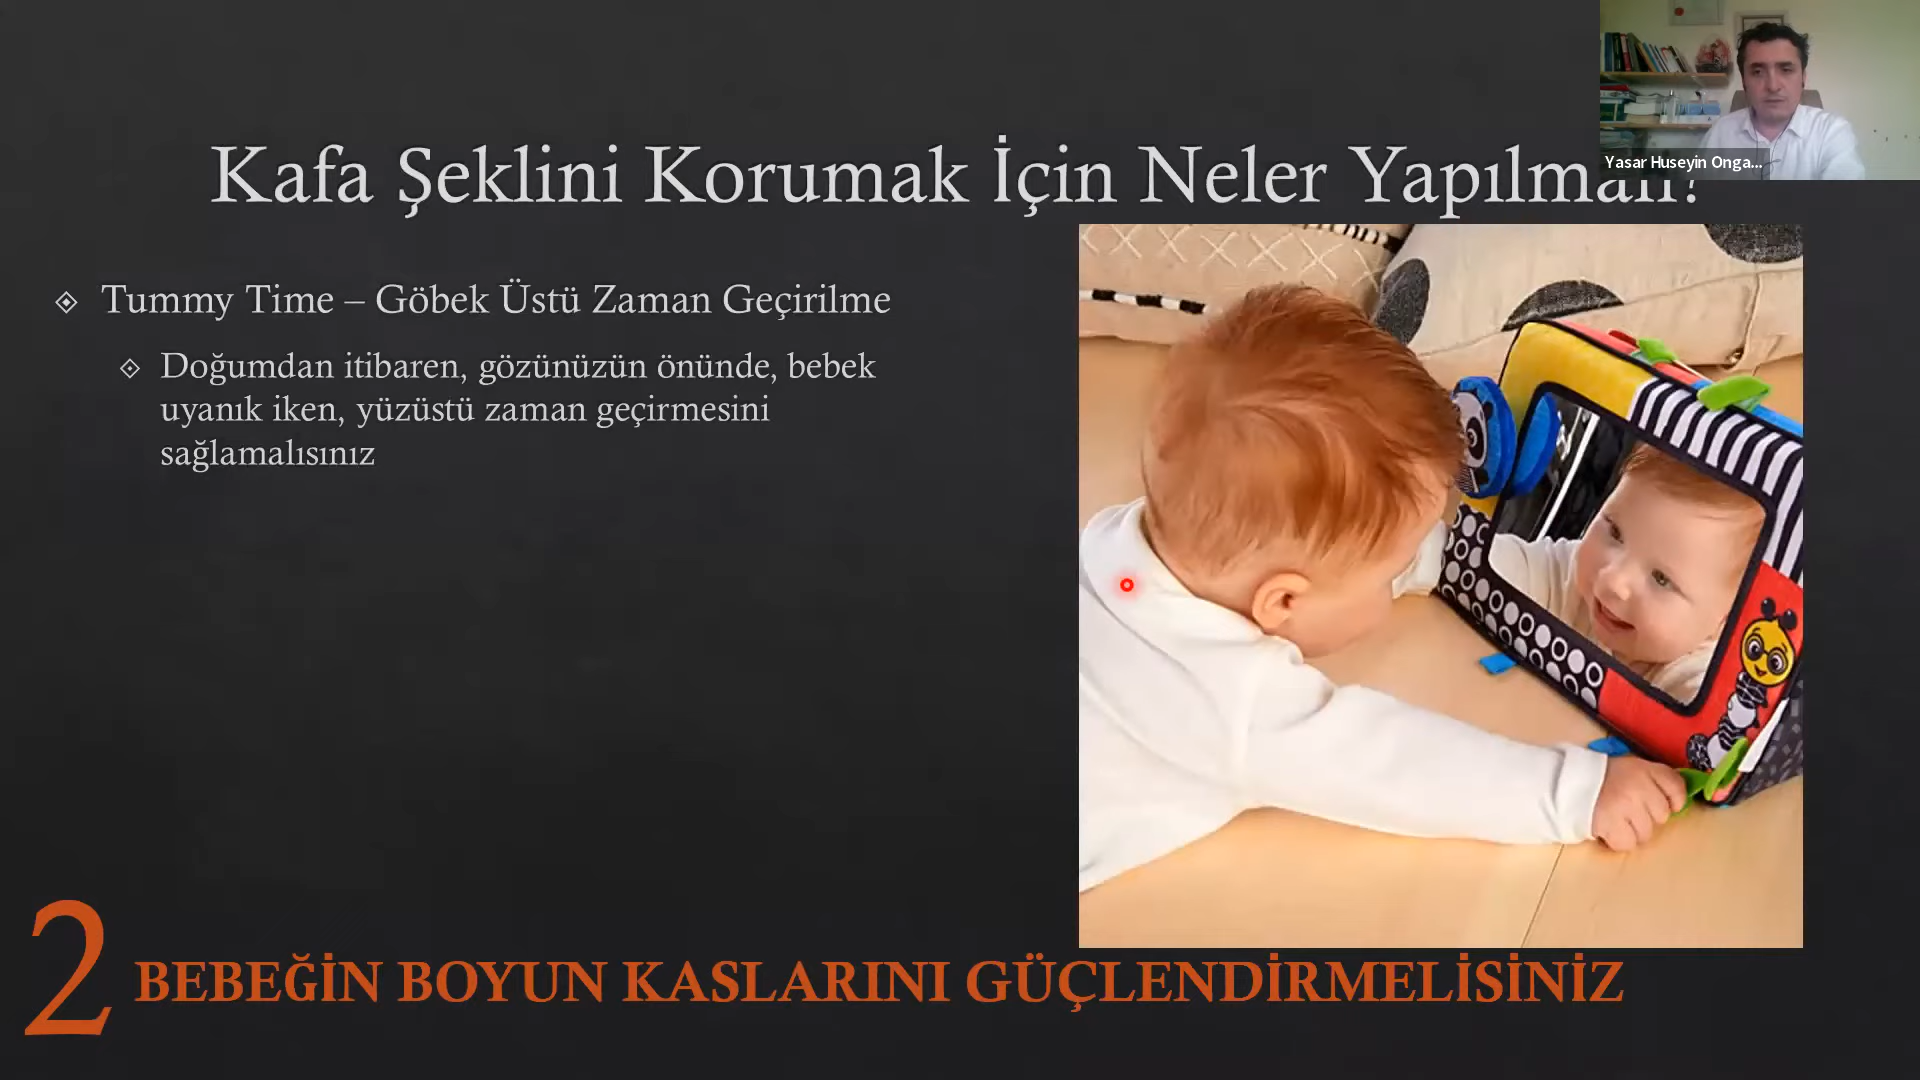 Yasar Huseyin Onga...
Kafa Şeklini Korumak İçin Neler Yapılmalı?
Tummy Time – Göbek Üstü Zaman Geçirilme
Doğumdan itibaren, gözünüzün önünde, bebek
uyanık iken, yüzüstü zaman geçirmesini
sağlamalısınız
2 BEBEĞİN BOYUN KASLARINI GÜÇLENDİRMELİSİNİZ